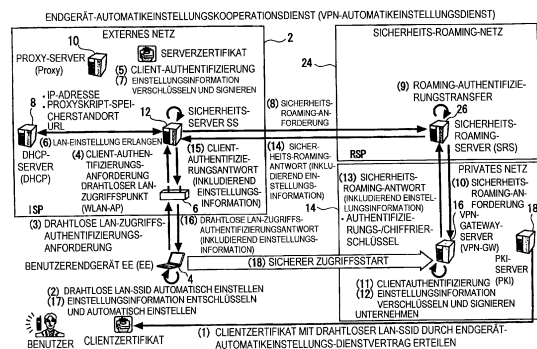 ENDGERÄT-AUTOMATIKEINSTELLUNGSKOOPERATIONSDIENST (VPN-AUTOMATIKEINSTELLUNGSDIENST)
EXTERNES NETZ
2
10
PROXY-SERVER
(Proxy)
SERVERZERTIFIKAT
(5) CLIENT-AUTHENTIFIZIERUNG
(7) EINSTELLUNGSINFORMATION
VERSCHLÜSSELN UND SIGNIEREN
8
· IP-ADRESSE
· PROXYSKRIPT-SPEI-
CHERSTANDORT
URL
12
SICHERHEITS-
SERVER SS
DHCP-
SERVER
(DHCP)
(6) LAN-EINSTELLUNG ERLANGEN
(4) CLIENT-AUTHEN-
TIFIZIERUNGS-
ANFORDERUNG
DRAHTLOSER LAN-
ZUGRIFFSPUNKT
(WLAN-AP)
(15) CLIENT-
AUTHENTIFI-
ZIERUNGSANTWORT
(INKLUDIEREND
EINSTELLUNGS-
INFORMATION)
6
ISP
SICHERHEITS-ROAMING-NETZ
24
(9) ROAMING-AUTHENTIFIZIE-
RUNGSTRANSFER
26
(8) SICHERHEITS-
ROAMING-AN-
FORDERUNG
SICHERHEITS-
ROAMING-
SERVER (SRS)
RSP
(14) SICHER-
HEITS-ROAMING-
ANTWORT (INKLU-
DIEREND EIN-
STELLUNGS-
INFORMATION)
14
PRIVATES NETZ
(13) SICHERHEITS-
ROAMING-ANTWORT
(INKLUDIEREND EINSTEL-
LUNGSINFORMATION)
· AUTHENTIFIZIE-
RUNGS-/CHIFFRIER-
SCHLÜSSEL
(10) SICHERHEITS-
ROAMING-AN-
FORDERUNG
16
VPN-
GATEWAY-
SERVER
(VPN-GW)
18
PKI-
SERVER
(PKI)
(3) DRAHTLOSE LAN-ZUGRIFFS-
AUTHENTIFIZIERUNGS-
ANFORDERUNG
(16) DRAHTLOSE LAN-ZUGRIFFS-
AUTHENTIFIZIERUNGSANTWORT
(INKLUDIEREND EINSTELLUNGS-
INFORMATION)
BENUTZERENDGERÄT EE (EE)
4
(18) SICHERER ZUGRIFFSSTART
(2) DRAHTLOSE LAN-SSID AUTOMATISCH EINSTELLEN
(17) EINSTELLUNGSINFORMATION ENTSCHLÜSSELN
UND AUTOMATISCH EINSTELLEN
(11) CLIENTAUTHENTIFIZIERUNG
(12) EINSTELLUNGSINFORMATION
VERSCHLÜSSELN UND SIGNIEREN
UNTERNEHMEN
BENUTZER
CLIENTZERTIFIKAT
(1) CLIENTZERTIFIKAT MIT DRAHTLOSER LAN-SSID DURCH ENDGERÄT-
AUTOMATIKEINSTELLUNGS-DIENSTVERTRAG ERTEILEN